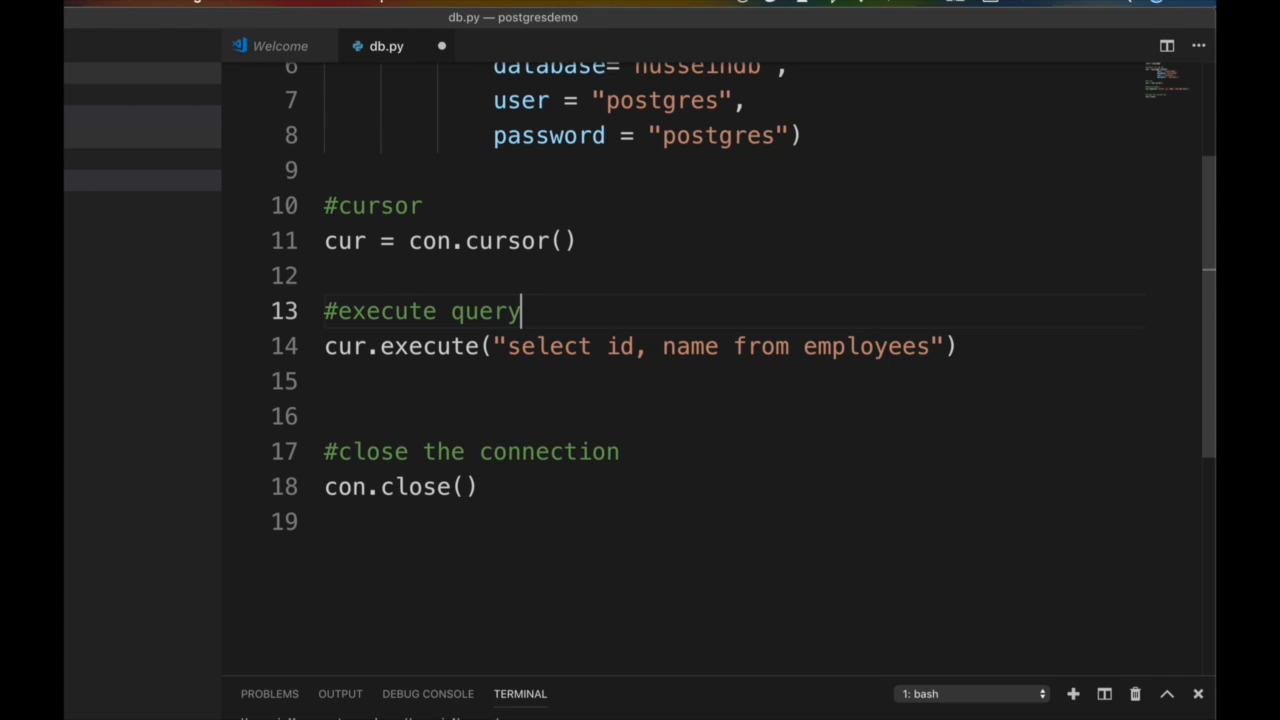 db.py — postgresdemo
Welcome
db.py
6 database="husseindb",
7 user = "postgres",
8 password = "postgres")
9
10 #cursor
11 cur = con.cursor()
12
13 #execute query
14 cur.execute("select id, name from employees")
15
16
17 #close the connection
18 con.close()
19
PROBLEMS OUTPUT DEBUG CONSOLE TERMINAL 1: bash